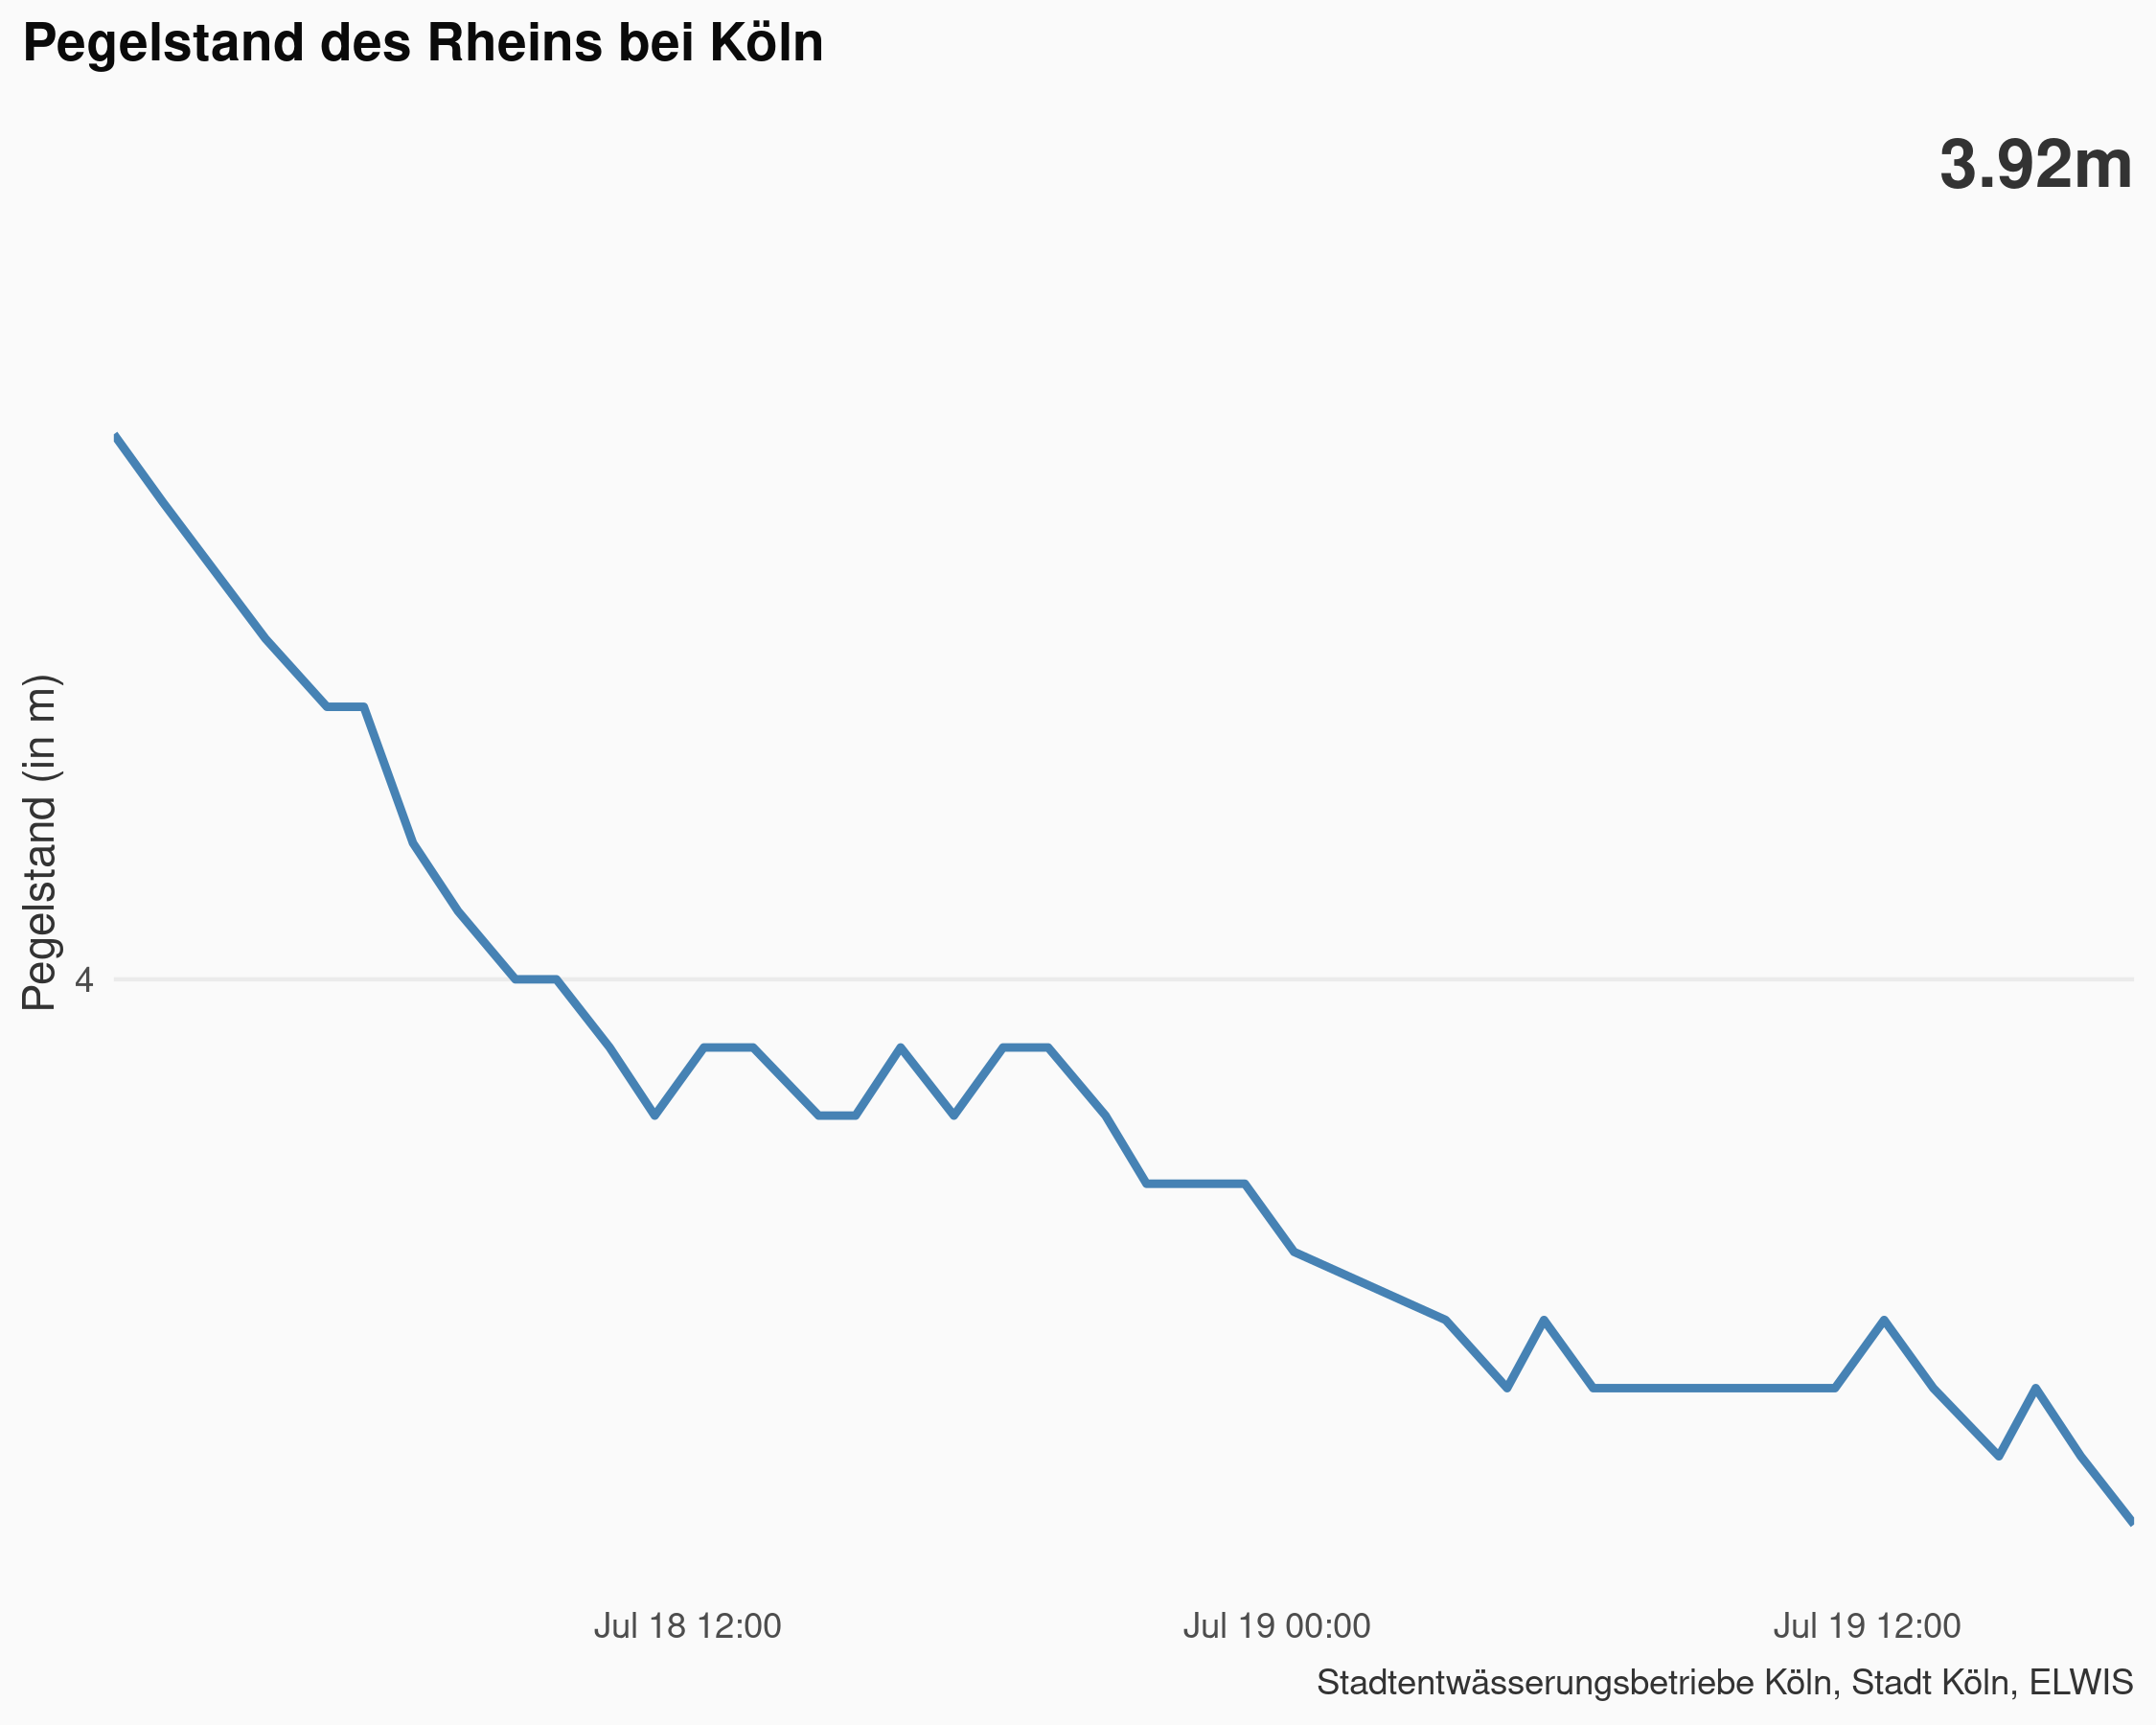 Pegelstand des Rheins bei Köln
3.92m
Pegelstand (in m)
4
Jul 18 12:00
Jul 19 00:00
Jul 19 12:00
Stadtentwässerungsbetriebe Köln, Stadt Köln, ELWIS